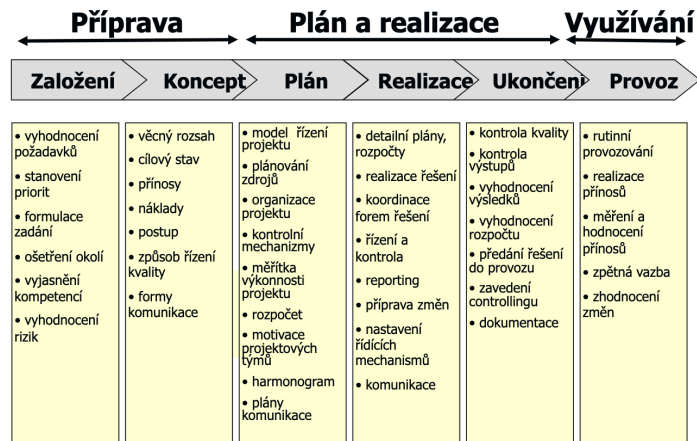 Příprava
Plán a realizace
Využívání
Založení
Koncept
Plán
Realizace
Ukončení
Provoz
• vyhodnocení
požadavků
• stanovení
priorit
• formulace
zadání
• ošetření okolí
• vyjasnění
kompetencí
• vyhodnocení
rizik
• věcný rozsah
• cílový stav
• přínosy
• náklady
• postup
• způsob řízení
kvality
• formy
komunikace
• model řízení
projektu
• plánování
zdrojů
• organizace
projektu
• kontrolní
mechanizmy
• měřítka
výkonnosti
projektu
• rozpočet
• motivace
projektových
týmů
• harmonogram
• plány
komunikace
• detailní plány,
rozpočty
• realizace řešení
• koordinace
forem řešení
• řízení a
kontrola
• reporting
• příprava změn
• nastavení
řídících
mechanismů
• komunikace
• kontrola kvality
• kontrola
výstupů
• vyhodnocení
výsledků
• vyhodnocení
rozpočtu
• předání řešení
do provozu
• zavedení
controllingu
• dokumentace
• rutinní
provozování
• realizace
přínosů
• měření a
hodnocení
přínosů
• zpětná vazba
• zhodnocení
změn